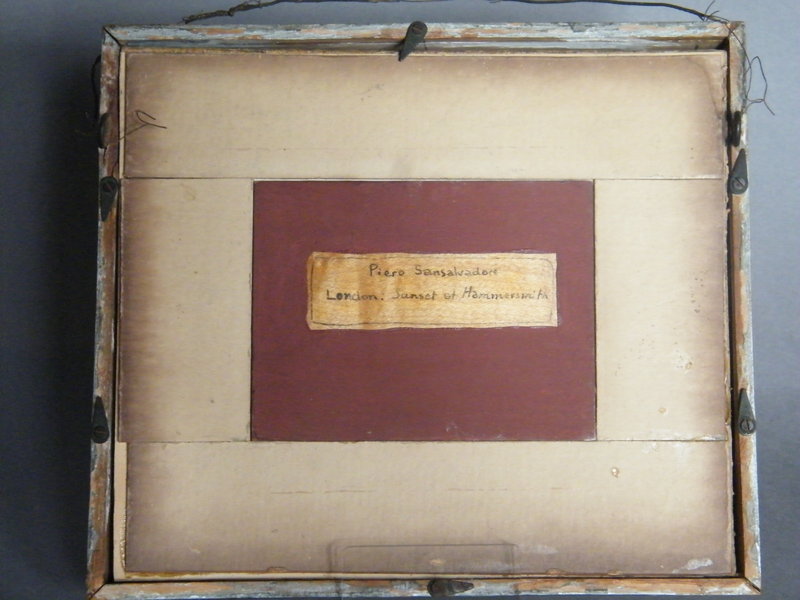 Piero Sansalvadore
London: Sunset at Hammersmith